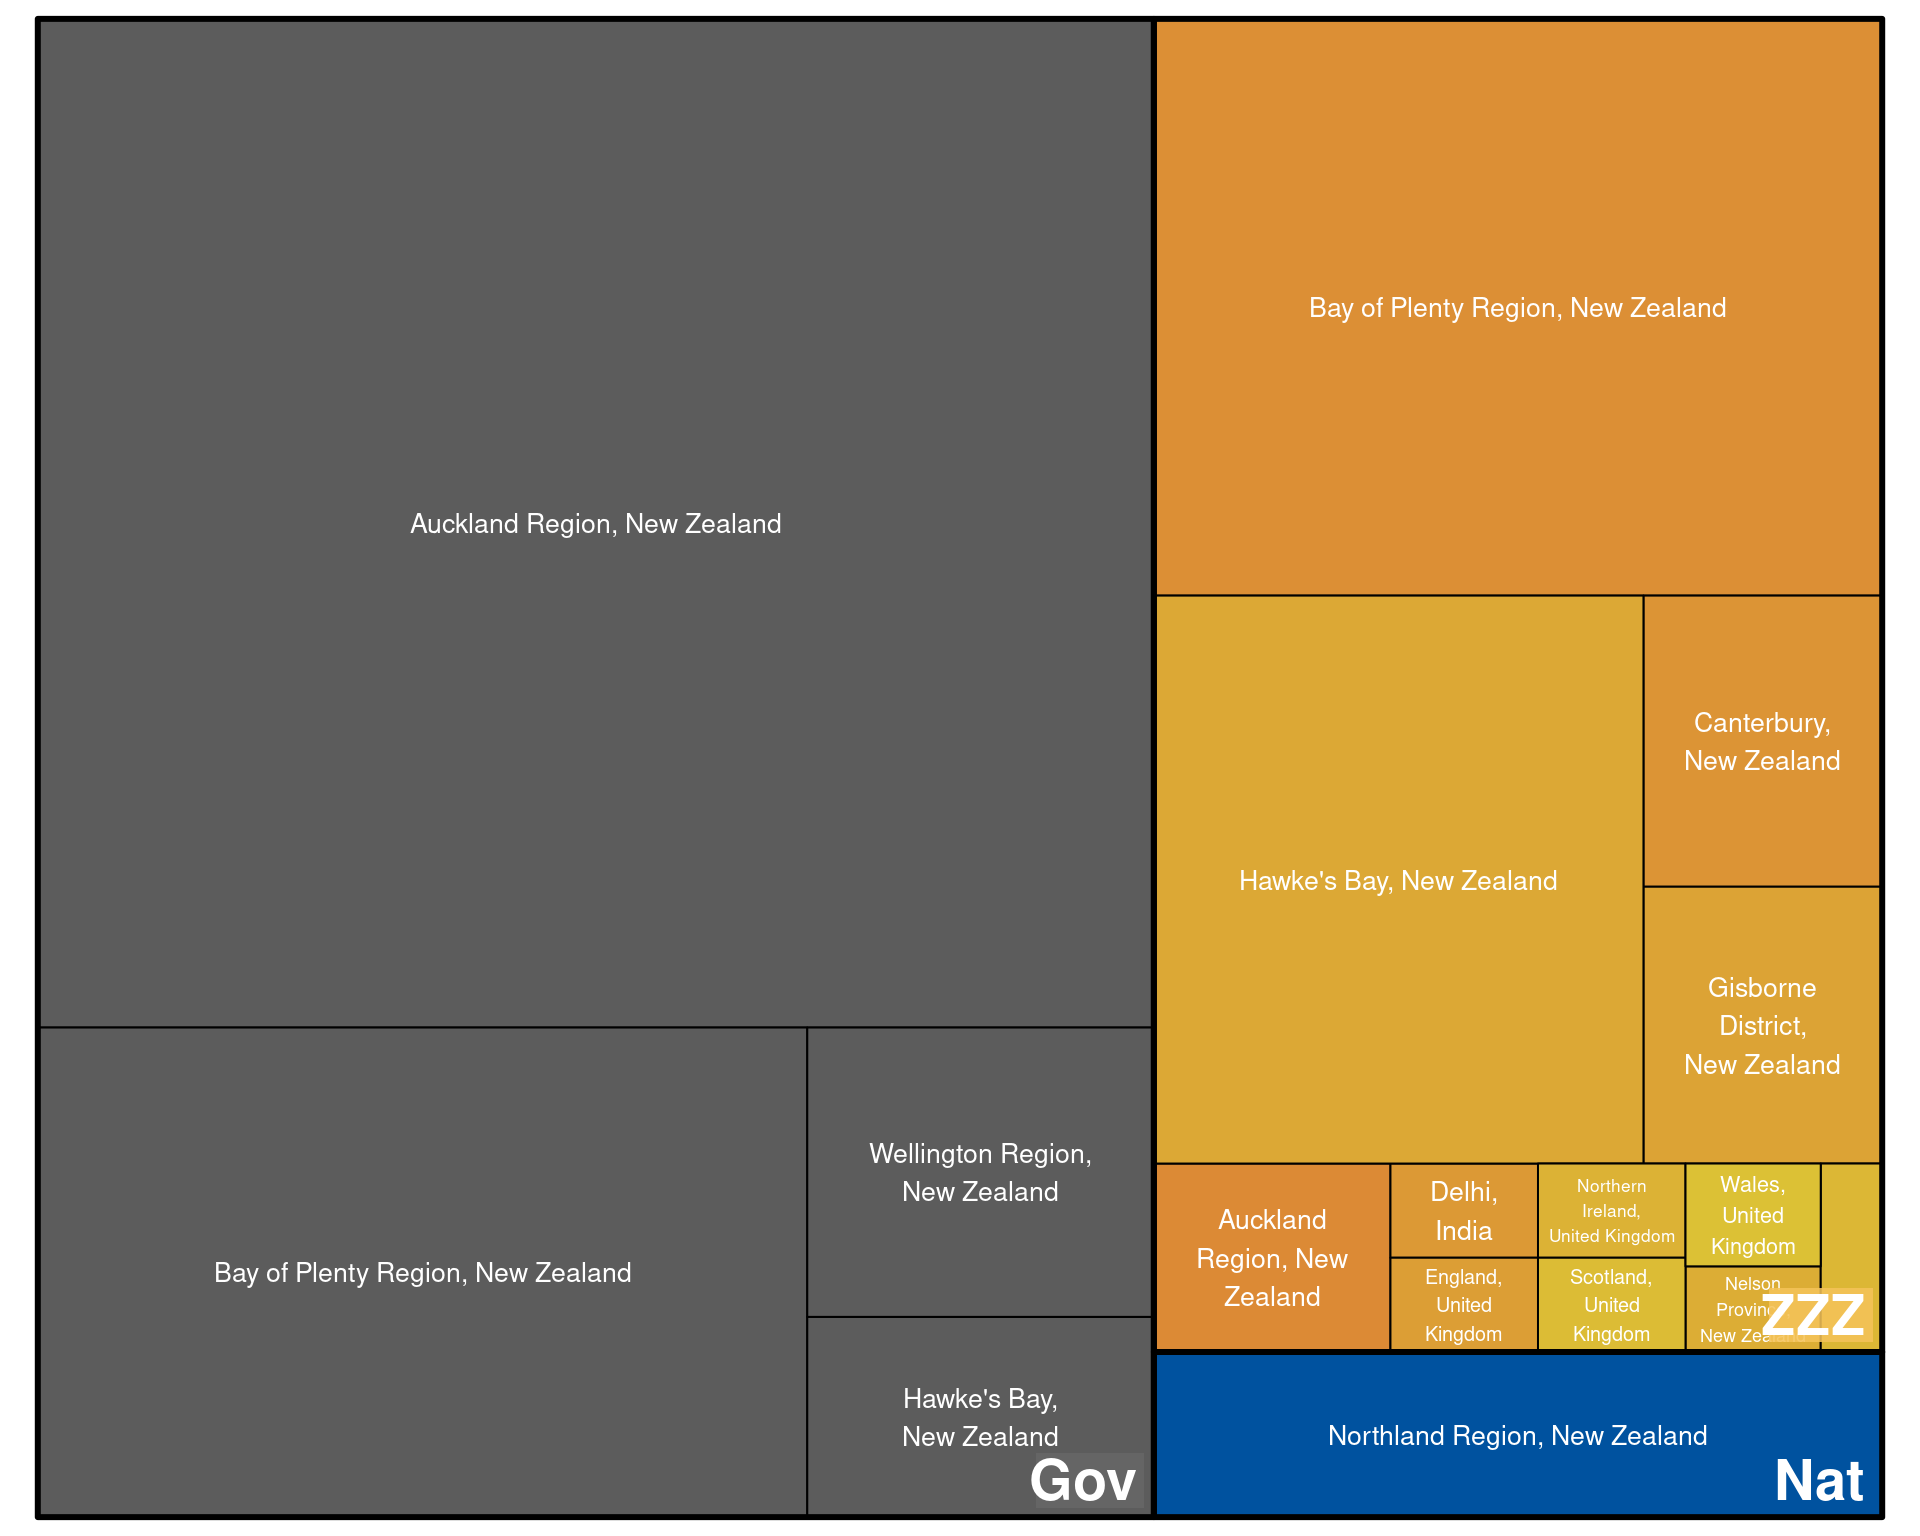 Auckland Region, New Zealand
Bay of Plenty Region, New Zealand
Wellington Region,
New Zealand
Hawke's Bay,
New Zealand
Gov
Bay of Plenty Region, New Zealand
Hawke's Bay, New Zealand
Canterbury,
New Zealand
Gisborne
District,
New Zealand
Auckland
Region, New
Zealand
Delhi,
India
England,
United
Kingdom
Northern
Ireland,
United Kingdom
Scotland,
United
Kingdom
Wales,
United
Kingdom
Nelson
Province,
New Zealand
ZZZ
Northland Region, New Zealand
Nat